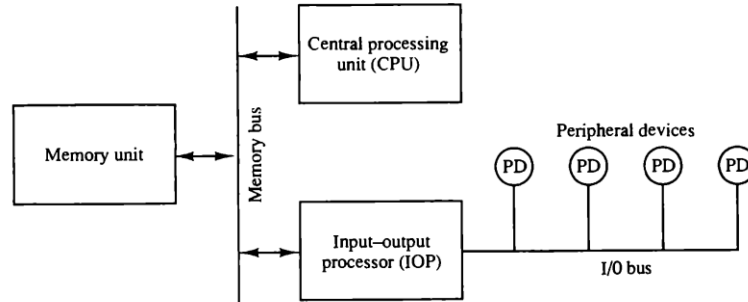 Central processing
unit (CPU)
Memory unit
Memory bus
Peripheral devices
PD PD PD PD
Input–output
processor (IOP)
I/0 bus